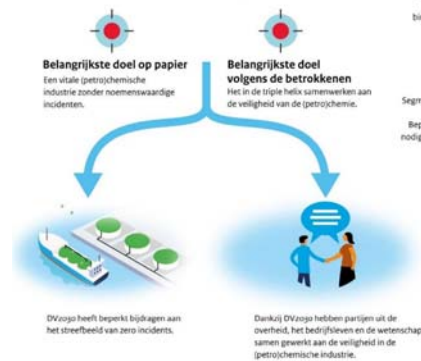 Belangrijkste doel op papier
Een vitale (petro)chemische
industrie zonder noemenswaardige
incidenten.
Belangrijkste doel
volgens de betrokkenen
Het in de triple helix samenwerken aan
de veiligheid van de (petro)chemie.
Segm
Bep
nodig
DV2030 heeft beperkt bijdragen aan
het streefbeeld van zero incidents.
Dankzij DV2030 hebben partijen uit de
overheid, het bedrijfsleven en de wetenschap
samen gewerkt aan de veiligheid in de
(petro)chemische industrie.